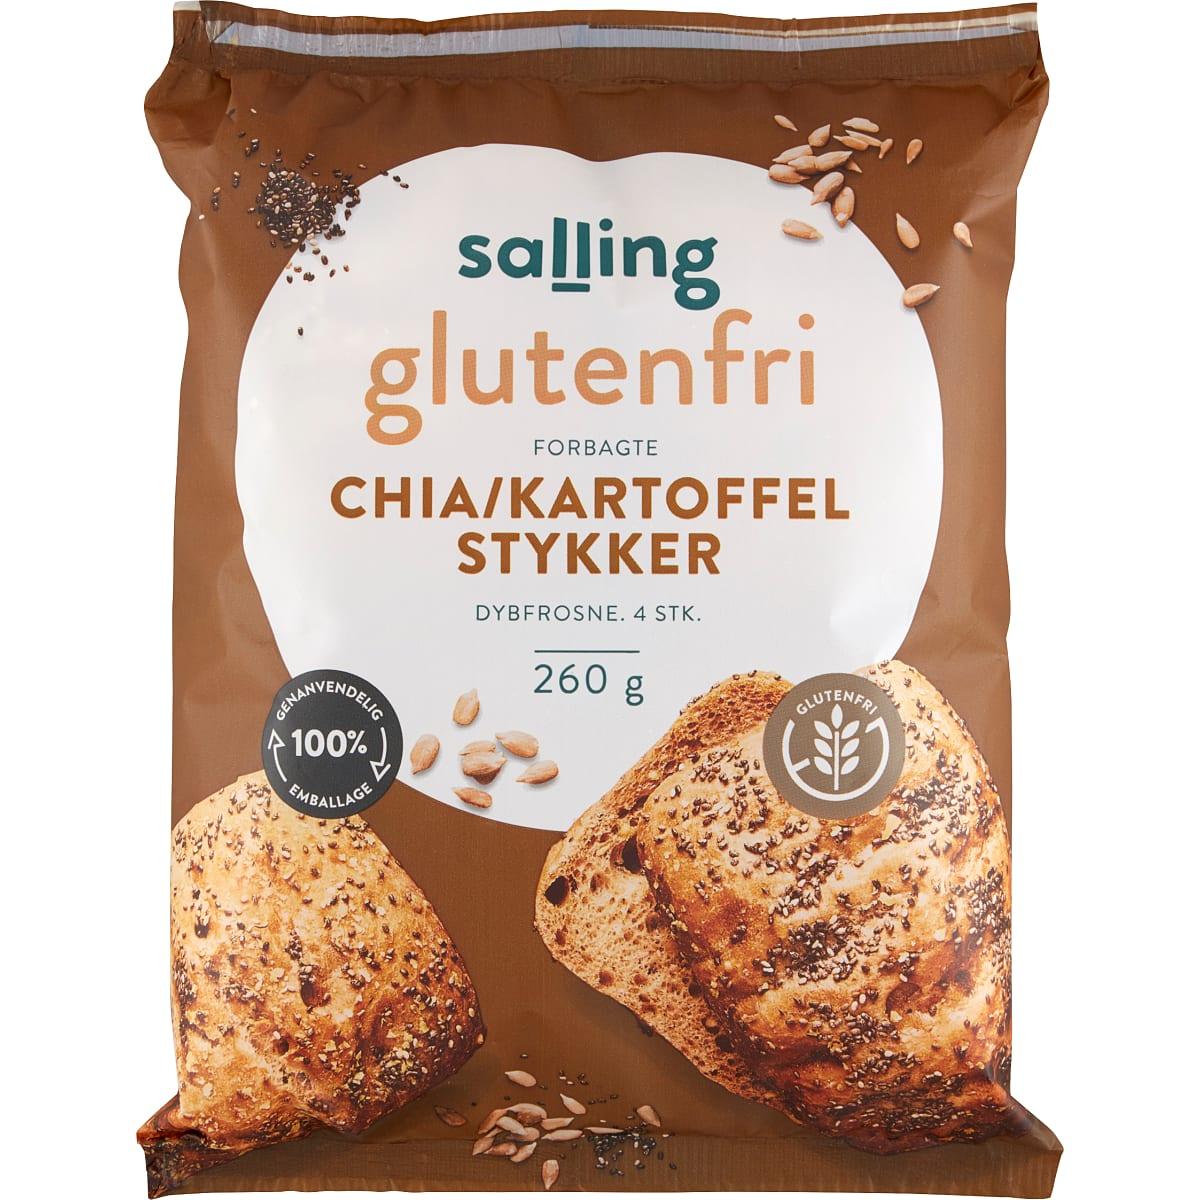 salling
glutenfri
FORBAGTE
CHIA/KARTOFFEL
STYKKER
DYBFROSNE. 4 STK.
260 g
GENANVENDELIG
100%
EMBALLAGE
GLUTENFRI